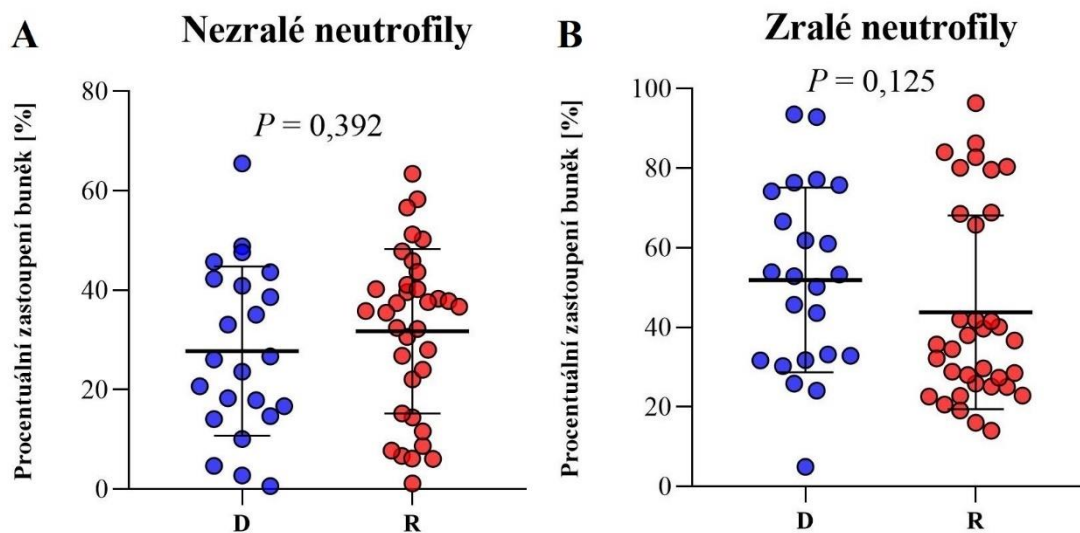 A
Nezralé neutrofily
P = 0,392
Procentuální zastoupení buněk [%]
80
60
40
20
0
D
R
B
Zralé neutrofily
P = 0,125
Procentuální zastoupení buněk [%]
100
80
60
40
20
0
D
R